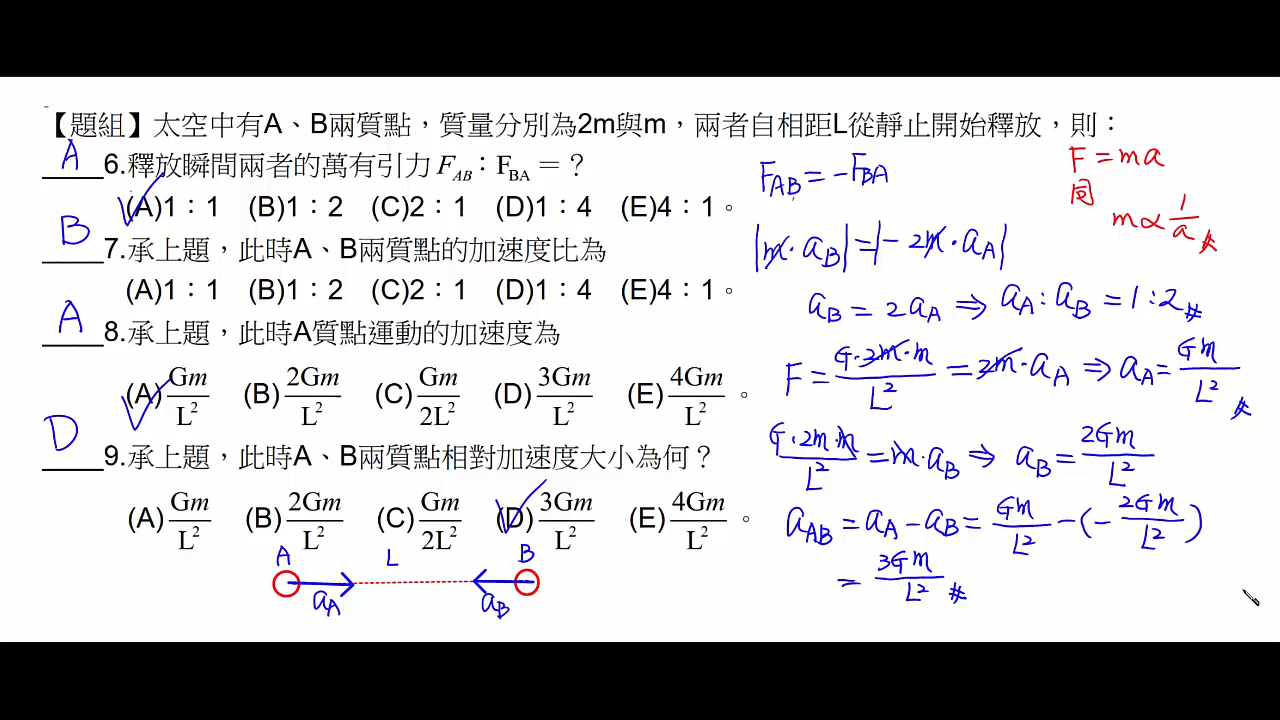 【題組】太空中有A、B兩質點，質量分別為2m與m，兩者自相距L從靜止開始釋放，則：
A 6.釋放瞬間兩者的萬有引力 F_AB：F_BA＝？
(A)1：1 (B)1：2 (C)2：1 (D)1：4 (E)4：1。
B 7.承上題，此時A、B兩質點的加速度比為
(A)1：1 (B)1：2 (C)2：1 (D)1：4 (E)4：1。
A 8.承上題，此時A質點運動的加速度為
(A) Gm/L² (B) 2Gm/L² (C) Gm/2L² (D) 3Gm/L² (E) 4Gm/L² 。
D 9.承上題，此時A、B兩質點相對加速度大小為何？
(A) Gm/L² (B) 2Gm/L² (C) Gm/2L² (D) 3Gm/L² (E) 4Gm/L² 。
A L B
a_A a_B
F_AB = -F_BA
|m·a_B| = |-2m·a_A|
a_B = 2a_A ⇒ a_A : a_B = 1 : 2 #
F = G·2m·m/L² = 2m·a_A ⇒ a_A = Gm/L² #
G·2m·m/L² = m·a_B ⇒ a_B = 2Gm/L²
a_AB = a_A - a_B = Gm/L² - (-2Gm/L²)
= 3Gm/L² #
F = ma
同
m ∝ 1/a #